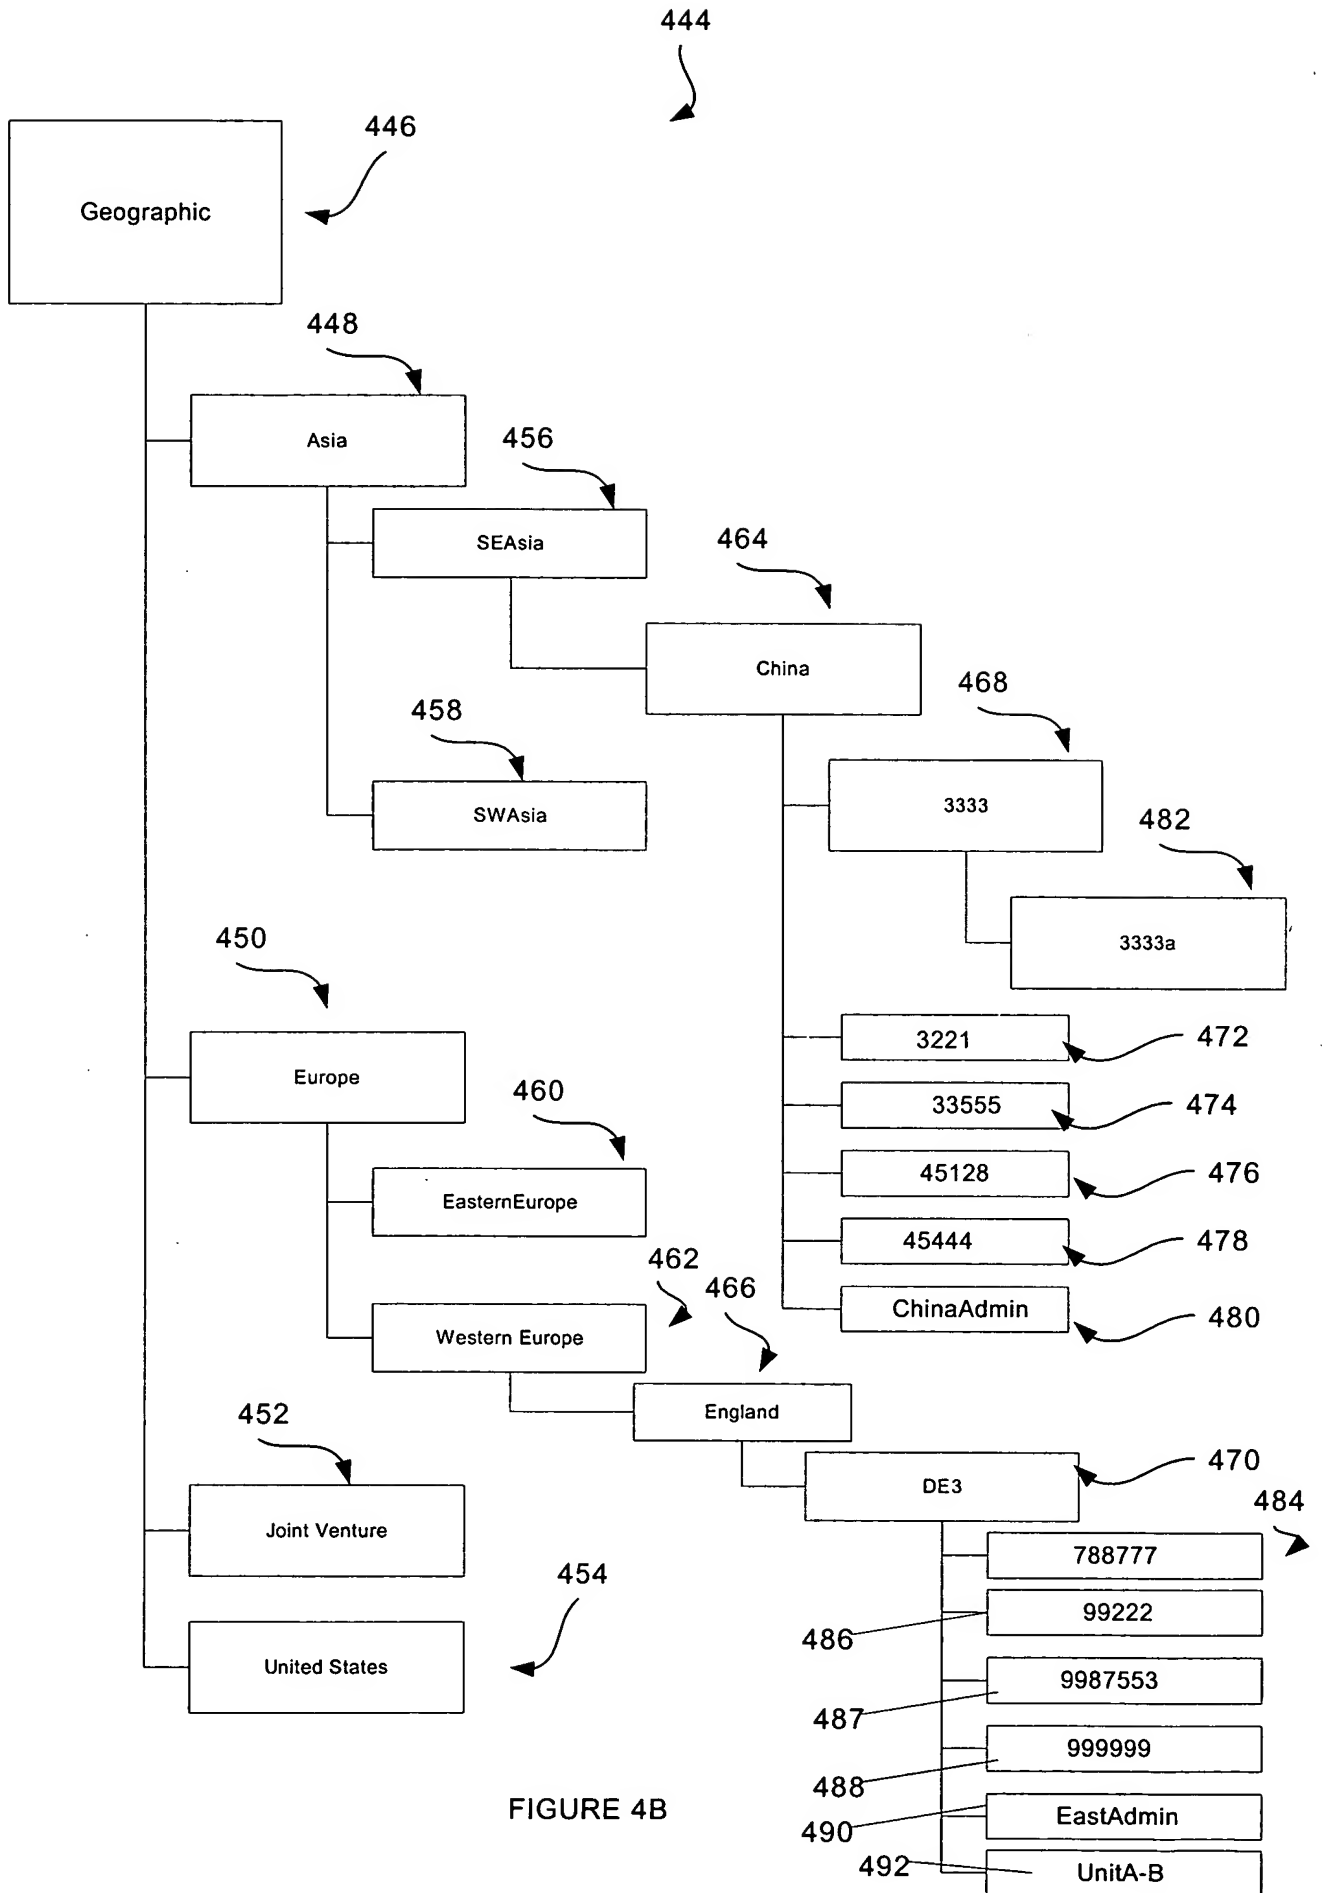 444
446
Geographic
448
Asia
456
SEAsia
464
China
468
458
3333
SWAsia
482
3333a
450
3221
472
Europe
460
33555
474
45128
476
EasternEurope
45444
478
462
466
ChinaAdmin
480
Western Europe
England
452
470
DE3
484
Joint Venture
788777
454
99222
486
United States
9987553
487
999999
488
FIGURE 4B
EastAdmin
490
492
UnitA-B